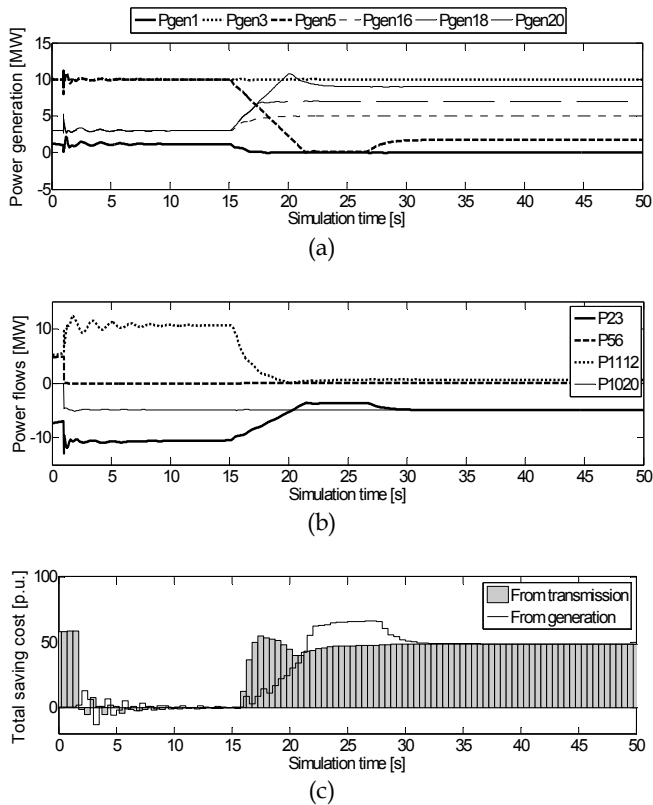 Pgen1 Pgen3 Pgen5 Pgen16 Pgen18 Pgen20
Power generation [MW]
15
10
5
0
-5
0 5 10 15 20 25 30 35 40 45 50
Simulation time [s]
(a)
Power flows [MW]
10
0
-10
P23
P56
P1112
P1020
0 5 10 15 20 25 30 35 40 45 50
Simulation time [s]
(b)
Total saving cost [p.u.]
100
50
0
From transmission
From generation
0 5 10 15 20 25 30 35 40 45 50
Simulation time [s]
(c)